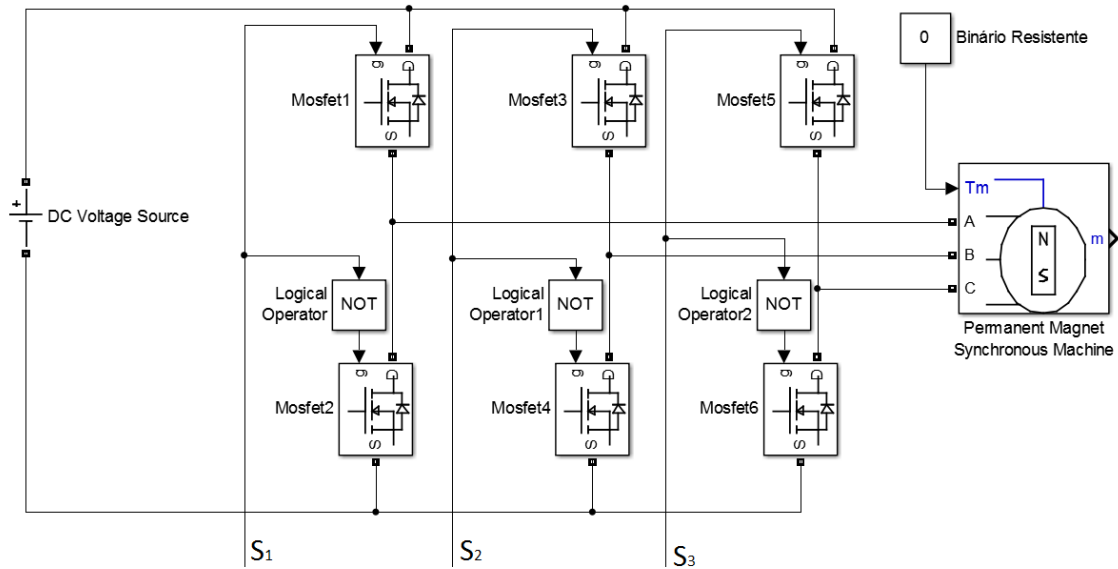 0
Binário Resistente
g
D
Mosfet1
S
g
D
Mosfet3
S
g
D
Mosfet5
S
+
DC Voltage Source
Tm
A
B
C
N
S
m
Permanent Magnet
Synchronous Machine
Logical
Operator
NOT
Logical
Operator1
NOT
Logical
Operator2
NOT
g
D
Mosfet2
S
g
D
Mosfet4
S
g
D
Mosfet6
S
S1
S2
S3